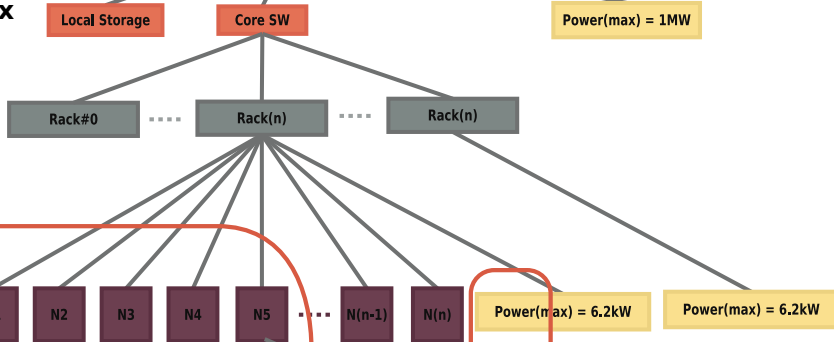 x
Local Storage
Core SW
Power(max) = 1MW
Rack#0
Rack(n)
Rack(n)
N2
N3
N4
N5
N(n-1)
N(n)
Power(max) = 6.2kW
Power(max) = 6.2kW